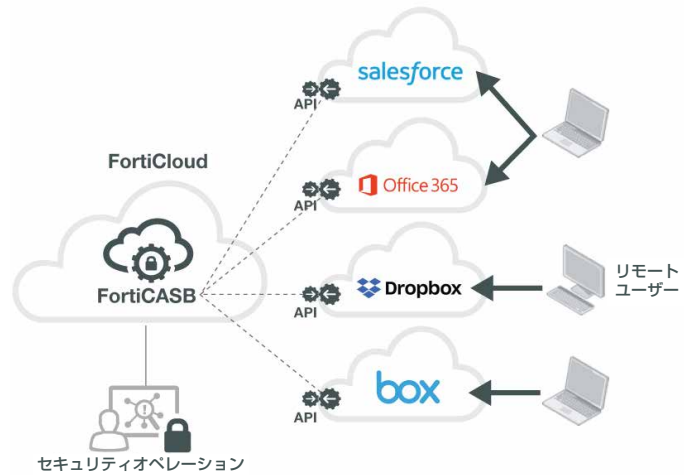 salesforce
API
FortiCloud
Office 365
API
FortiCASB
Dropbox
API
リモート
ユーザー
box
API
セキュリティオペレーション